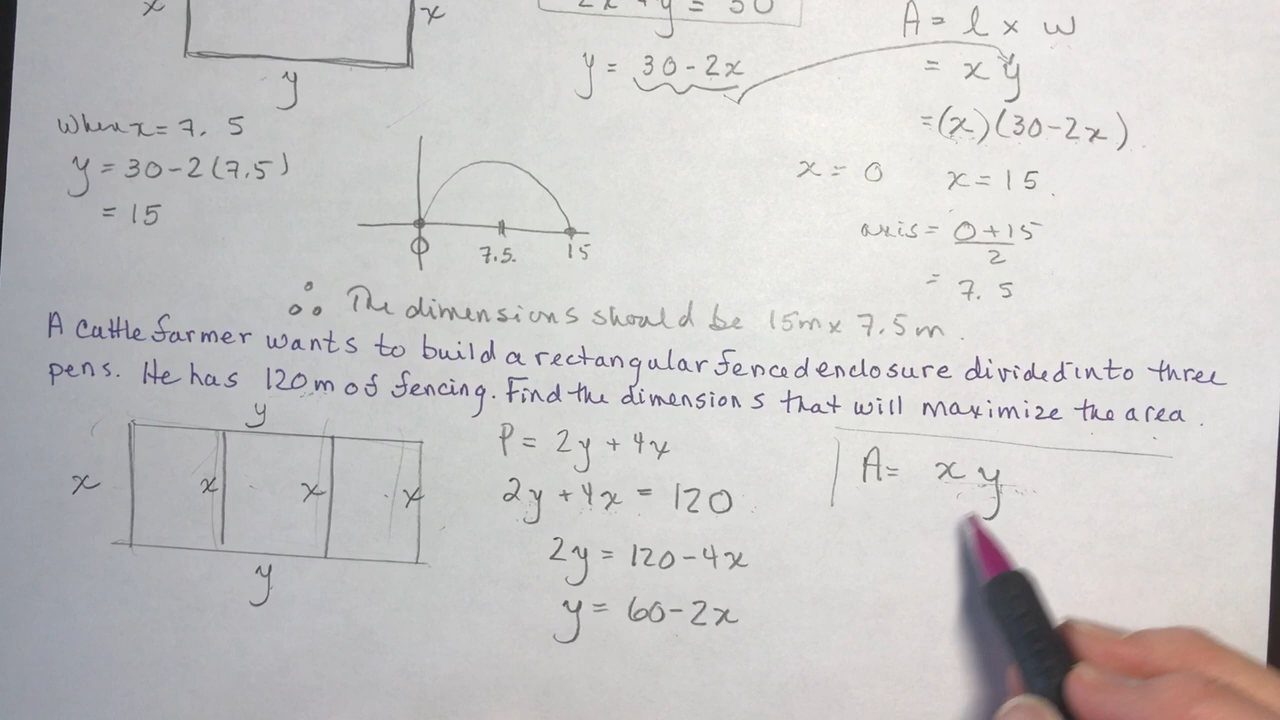 x
x
2x + y = 30
A = l x w
y
y = 30 - 2x
= xy
when x = 7.5
= (x)(30 - 2x)
y = 30 - 2(7.5)
x = 0 x = 15
= 15
axis = 0 + 15
2
0 7.5. 15
= 7.5
∴ The dimensions should be 15m x 7.5m.
A cattle farmer wants to build a rectangular fenced enclosure divided into three
pens. He has 120m of fencing. Find the dimensions that will maximize the area.
y
P = 2y + 4x
A = xy
x x x x
2y + 4x = 120
2y = 120 - 4x
y
y = 60 - 2x